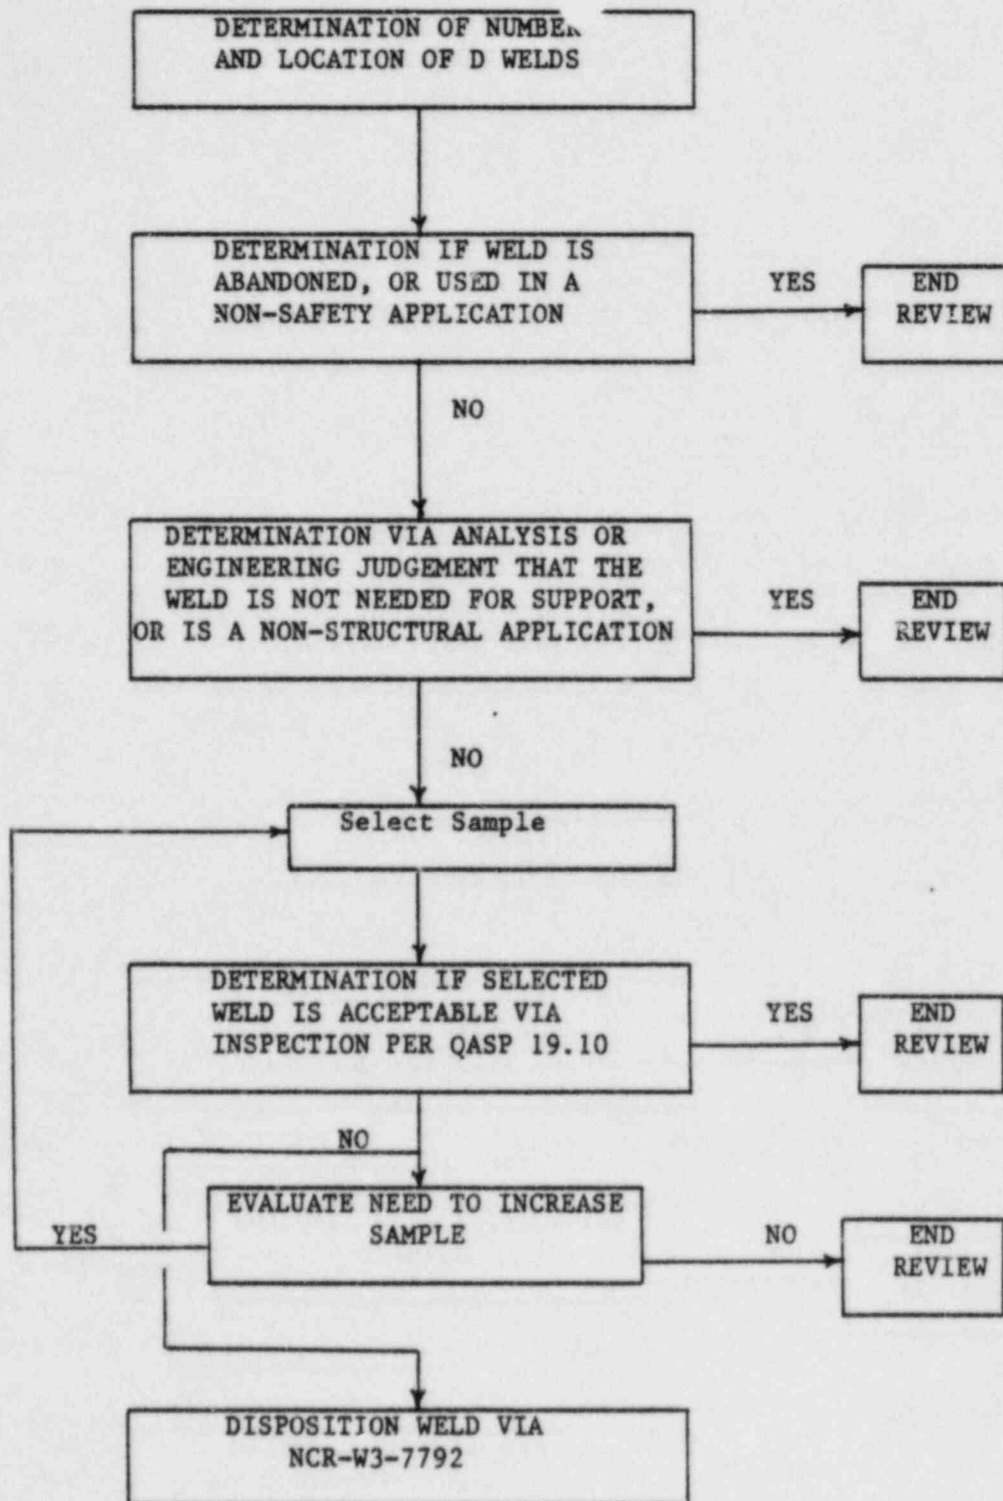 DETERMINATION OF NUMBER
AND LOCATION OF D WELDS
DETERMINATION IF WELD IS
ABANDONED, OR USED IN A
NON-SAFETY APPLICATION
YES
END
REVIEW
NO
DETERMINATION VIA ANALYSIS OR
ENGINEERING JUDGEMENT THAT THE
WELD IS NOT NEEDED FOR SUPPORT,
OR IS A NON-STRUCTURAL APPLICATION
YES
END
REVIEW
NO
Select Sample
DETERMINATION IF SELECTED
WELD IS ACCEPTABLE VIA
INSPECTION PER QASP 19.10
YES
END
REVIEW
NO
EVALUATE NEED TO INCREASE
SAMPLE
YES
NO
END
REVIEW
DISPOSITION WELD VIA
NCR-W3-7792